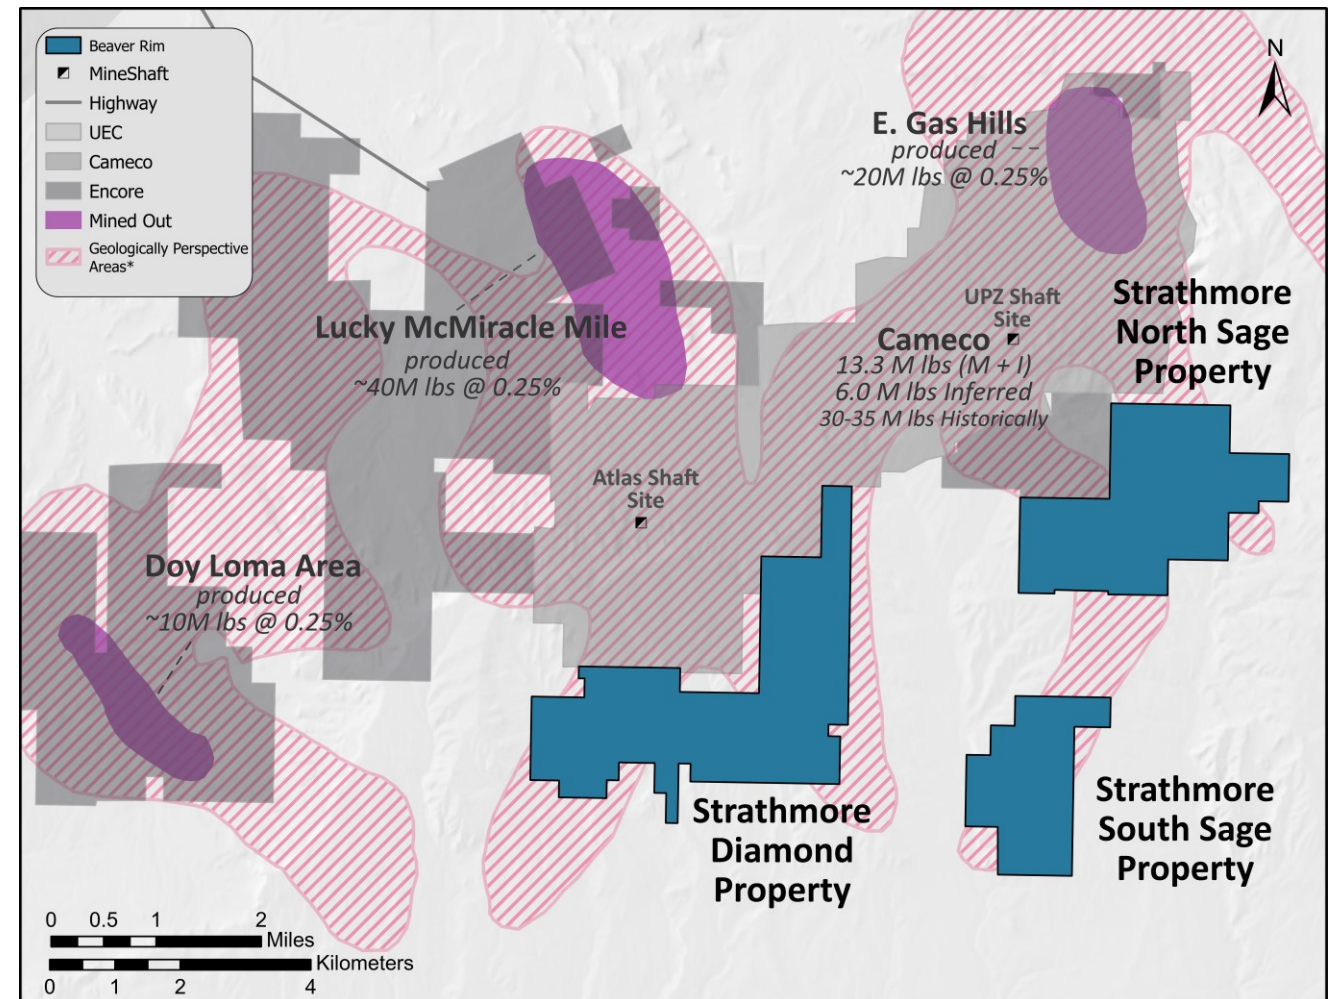 Beaver Rim
MineShaft
Highway
UEC
Cameco
Encore
Mined Out
Geologically Perspective
Areas*
N
E. Gas Hills
produced
~20M lbs @ 0.25%
Lucky McMiracle Mile
produced
~40M lbs @ 0.25%
UPZ Shaft
Site
Cameco
13.3 M lbs (M + I)
6.0 M lbs Inferred
30-35 M lbs Historically
Strathmore
North Sage
Property
Atlas Shaft
Site
Doy Loma Area
produced
~10M lbs @ 0.25%
Strathmore
Diamond
Property
Strathmore
South Sage
Property
0 0.5 1 2
Miles
Kilometers
0 1 2 4